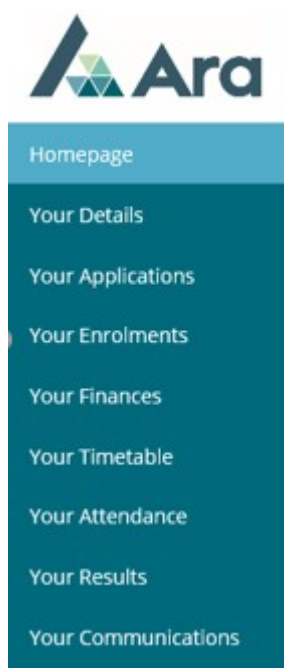 Ara
Homepage
Your Details
Your Applications
Your Enrolments
Your Finances
Your Timetable
Your Attendance
Your Results
Your Communications